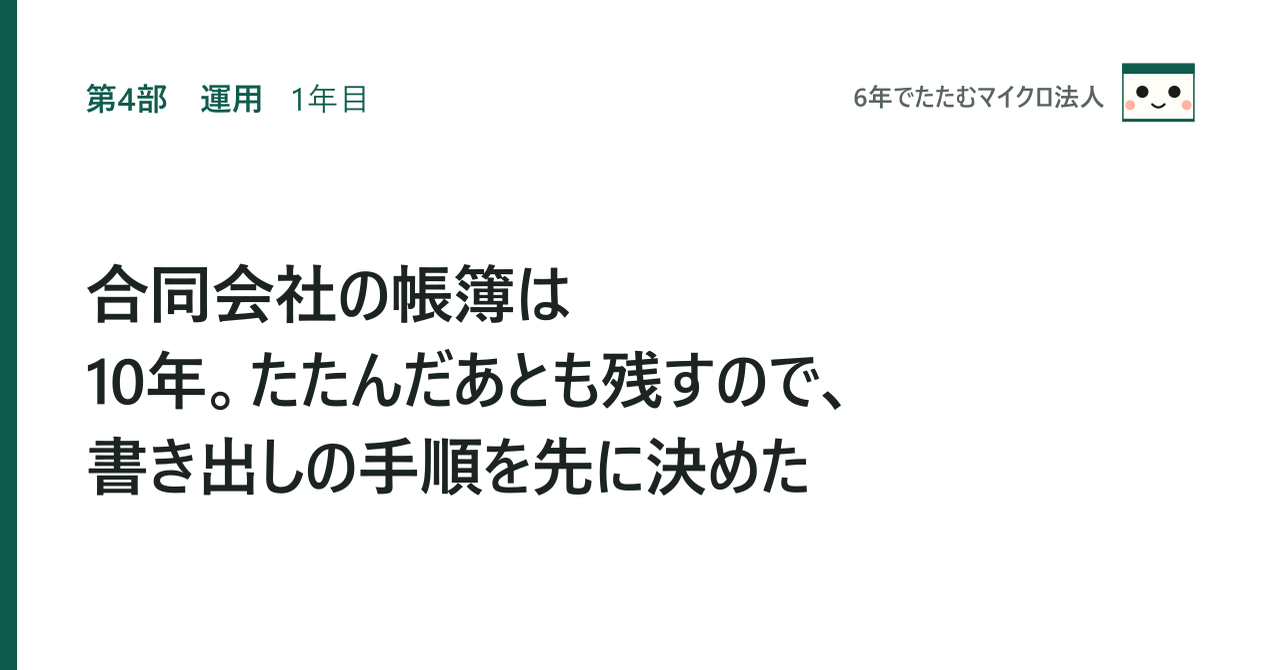 第4部　運用　1年目
6年でたたむマイクロ法人
合同会社の帳簿は
10年。たたんだあとも残すので、
書き出しの手順を先に決めた